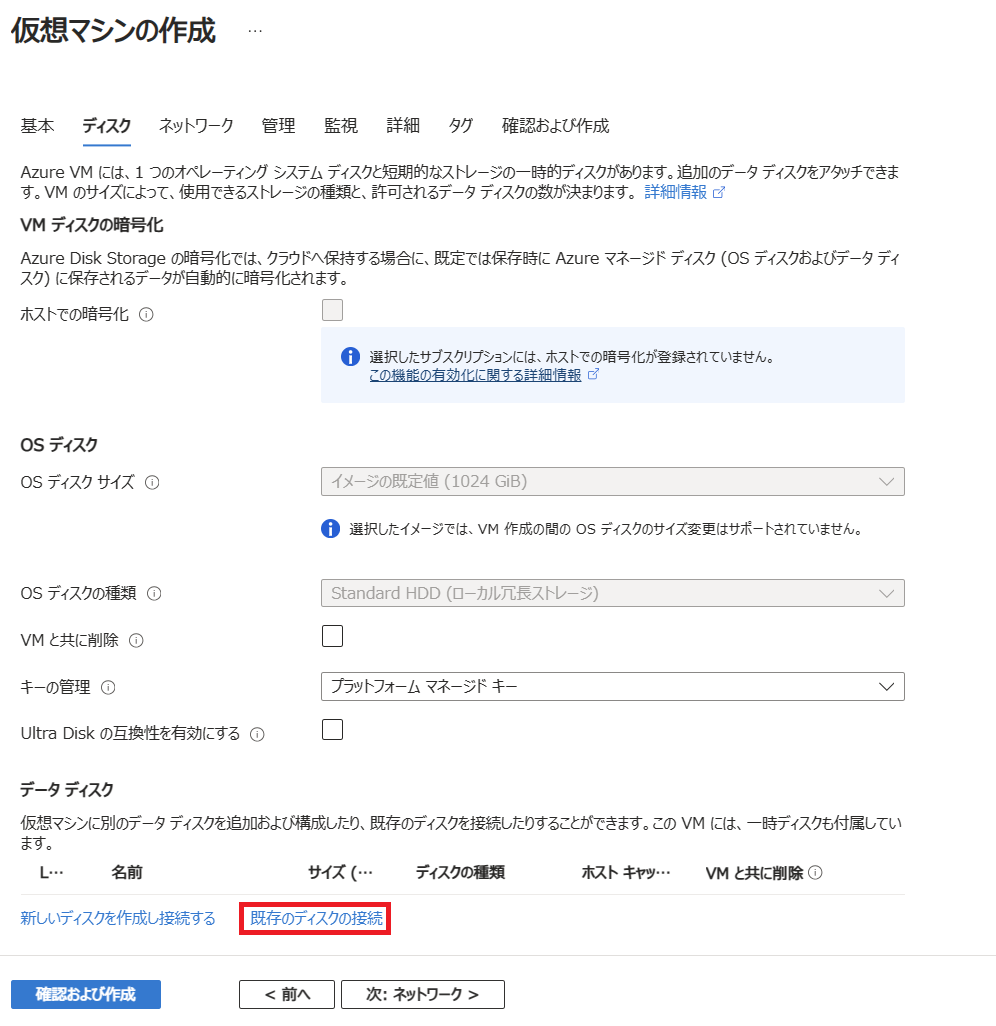 仮想マシンの作成 …
基本 ディスク ネットワーク 管理 監視 詳細 タグ 確認および作成
Azure VM には、1 つのオペレーティング システム ディスクと短期的なストレージの一時的ディスクがあります。追加のデータ ディスクをアタッチできま
す。VM のサイズによって、使用できるストレージの種類と、許可されるデータ ディスクの数が決まります。 詳細情報
VM ディスクの暗号化
Azure Disk Storage の暗号化では、クラウドへ保持する場合に、既定では保存時に Azure マネージド ディスク (OS ディスクおよびデータ ディ
スク) に保存されるデータが自動的に暗号化されます。
ホストでの暗号化
選択したサブスクリプションには、ホストでの暗号化が登録されていません。
この機能の有効化に関する詳細情報
OS ディスク
OS ディスク サイズ イメージの既定値 (1024 GiB)
選択したイメージでは、VM 作成の間の OS ディスクのサイズ変更はサポートされていません。
OS ディスクの種類 Standard HDD (ローカル冗長ストレージ)
VM と共に削除
キーの管理 プラットフォーム マネージド キー
Ultra Disk の互換性を有効にする
データ ディスク
仮想マシンに別のデータ ディスクを追加および構成したり、既存のディスクを接続したりすることができます。この VM には、一時ディスクも付属してい
ます。
L… 名前 サイズ (… ディスクの種類 ホスト キャッ… VM と共に削除
新しいディスクを作成し接続する 既存のディスクの接続
確認および作成 < 前へ 次: ネットワーク >